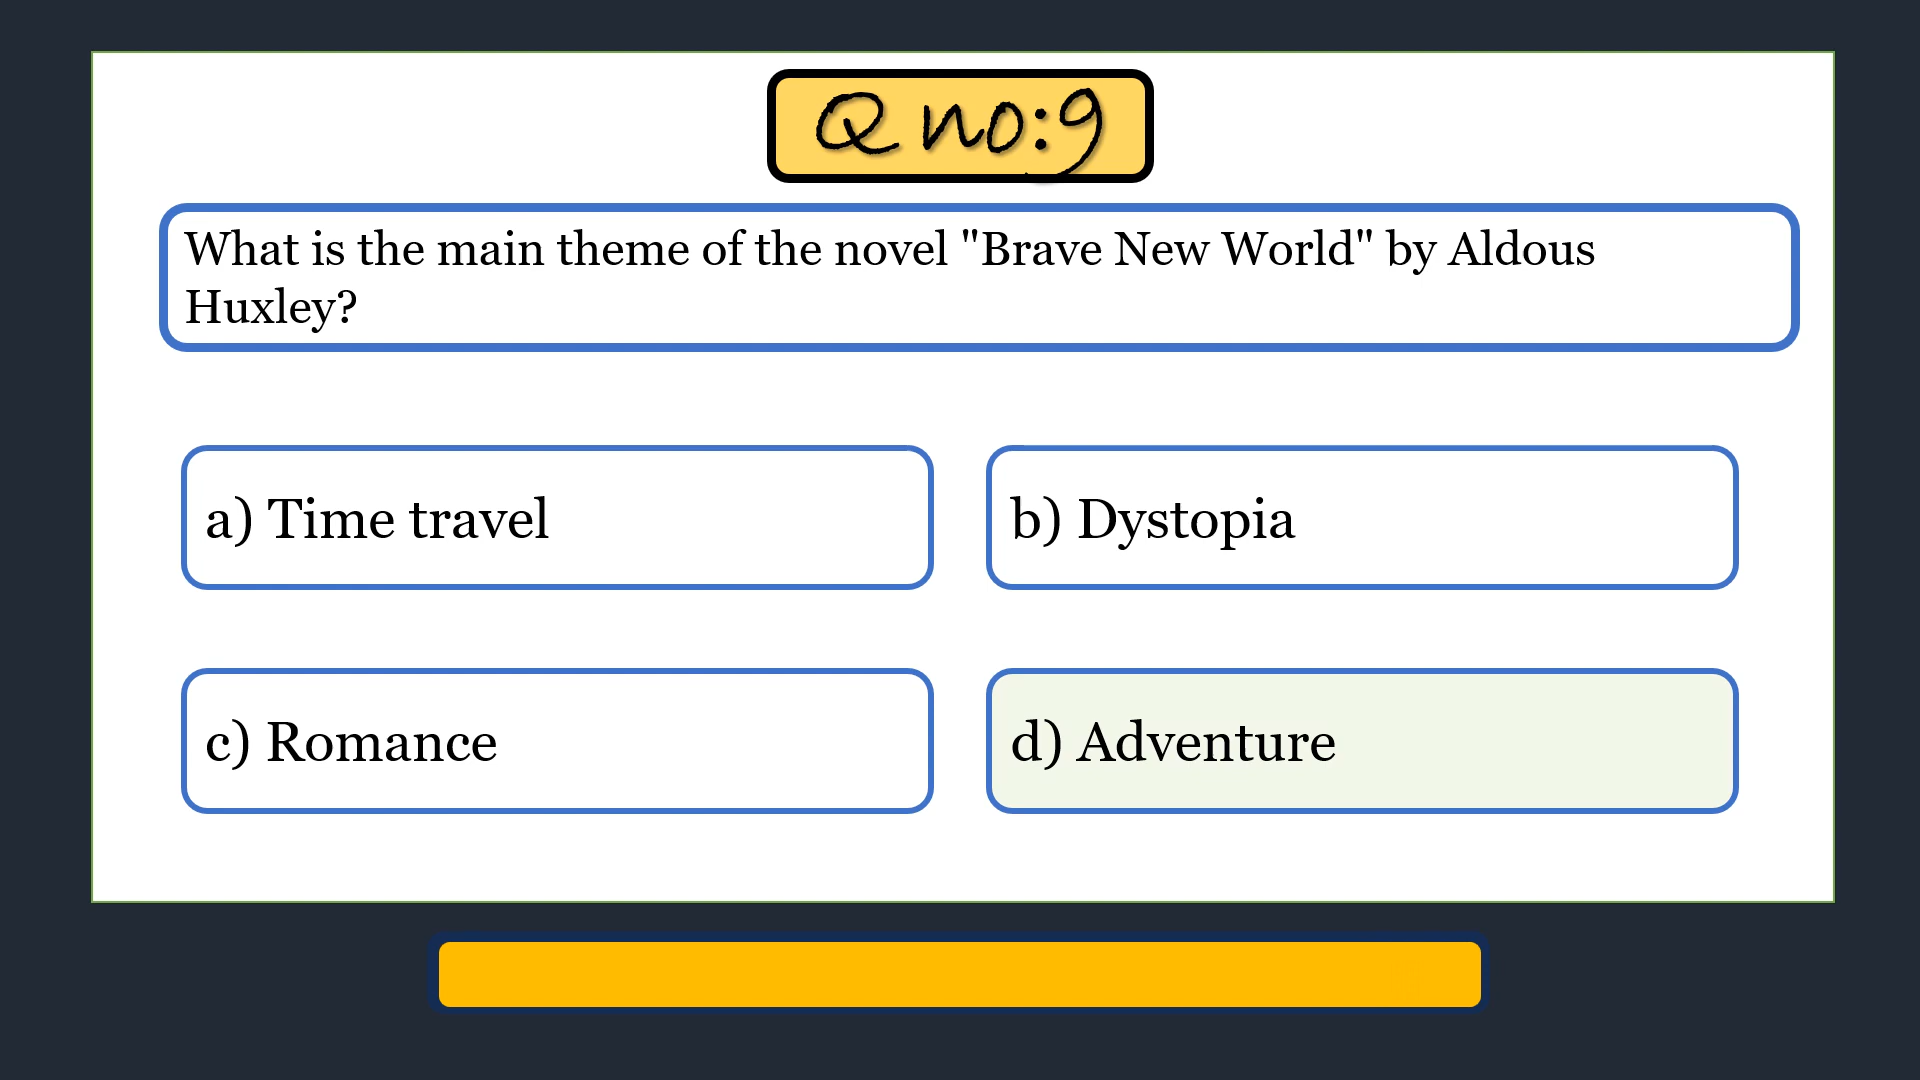 Q no:9
What is the main theme of the novel "Brave New World" by Aldous
Huxley?
a) Time travel
b) Dystopia
c) Romance
d) Adventure